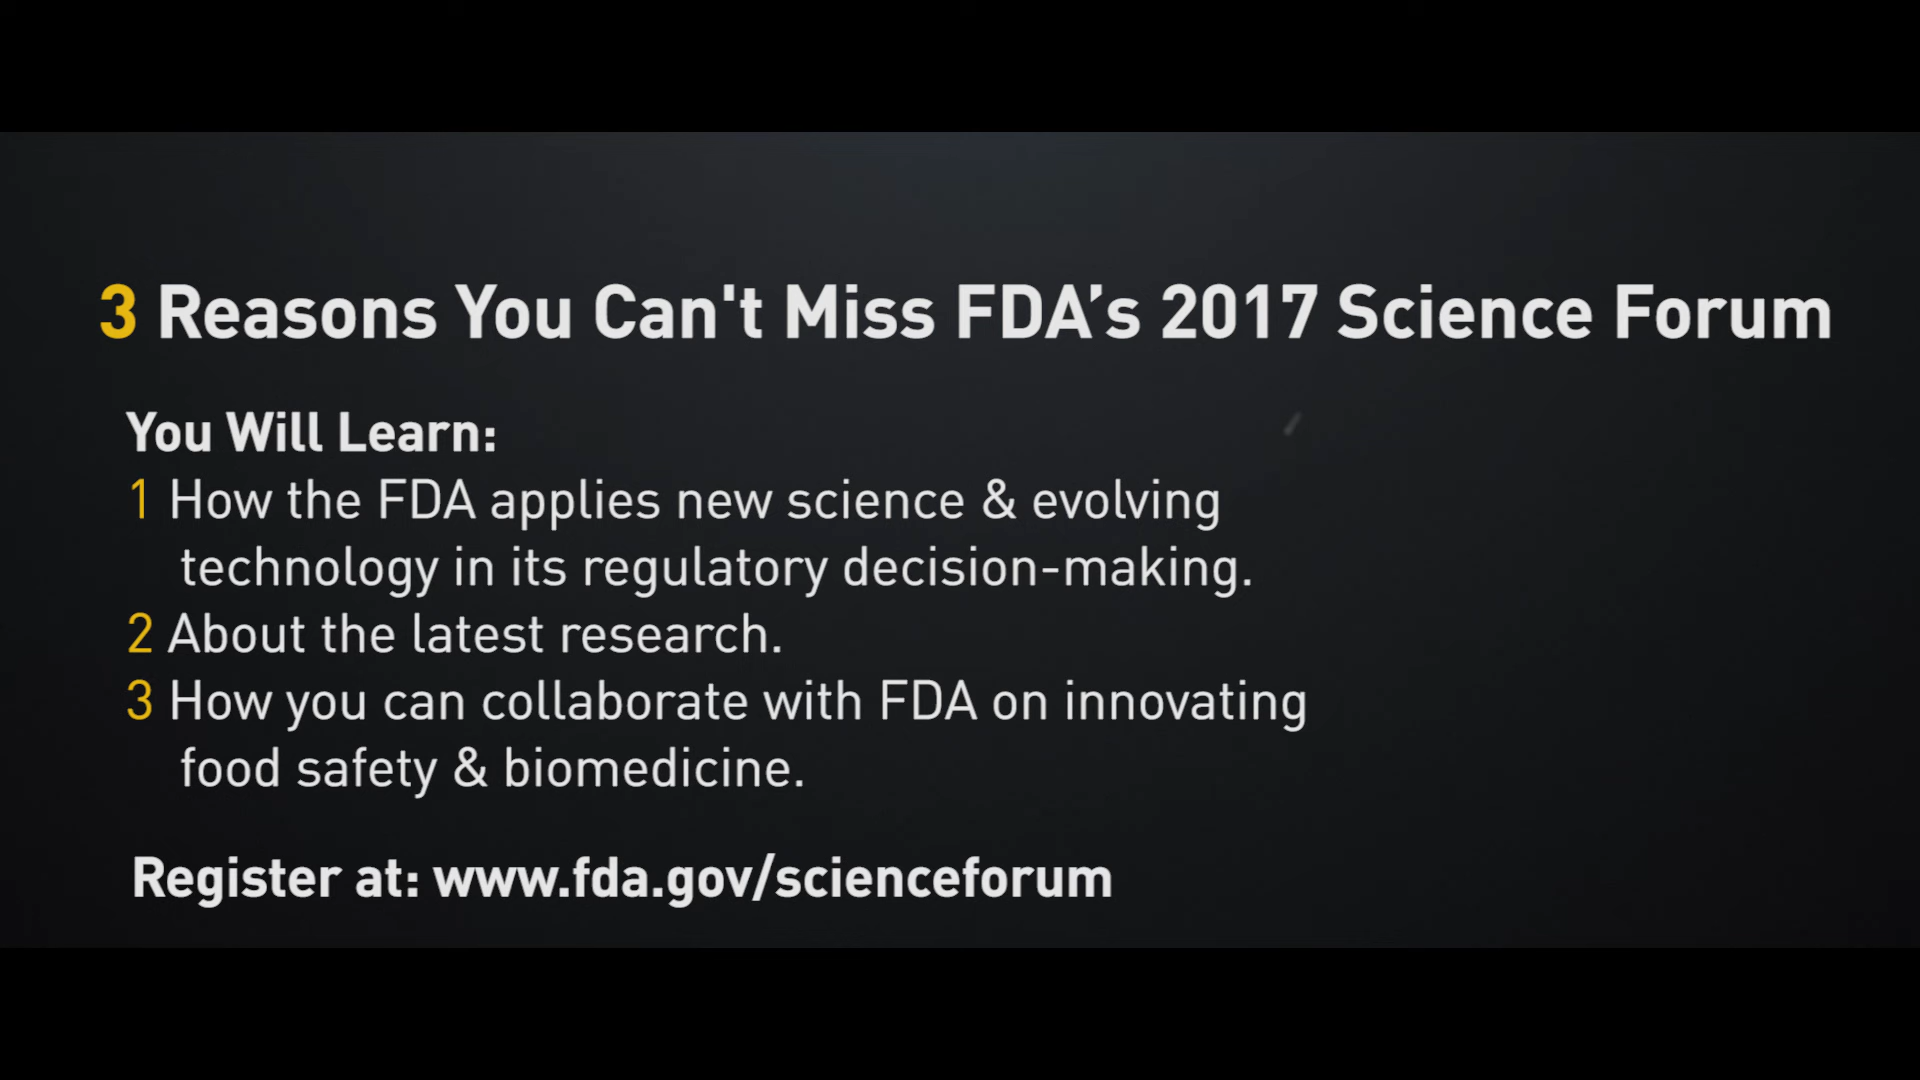 3 Reasons You Can't Miss FDA’s 2017 Science Forum
You Will Learn:
1 How the FDA applies new science & evolving
technology in its regulatory decision-making.
2 About the latest research.
3 How you can collaborate with FDA on innovating
food safety & biomedicine.
Register at: www.fda.gov/scienceforum